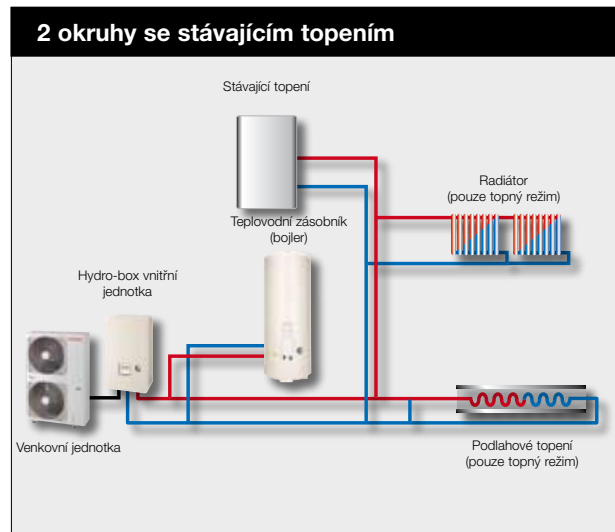 2 okruhy se stávajícím topením
Stávající topení
Radiátor
(pouze topný režim)
Teplovodní zásobník
(bojler)
Hydro-box vnitřní
jednotka
Venkovní jednotka
Podlahové topení
(pouze topný režim)